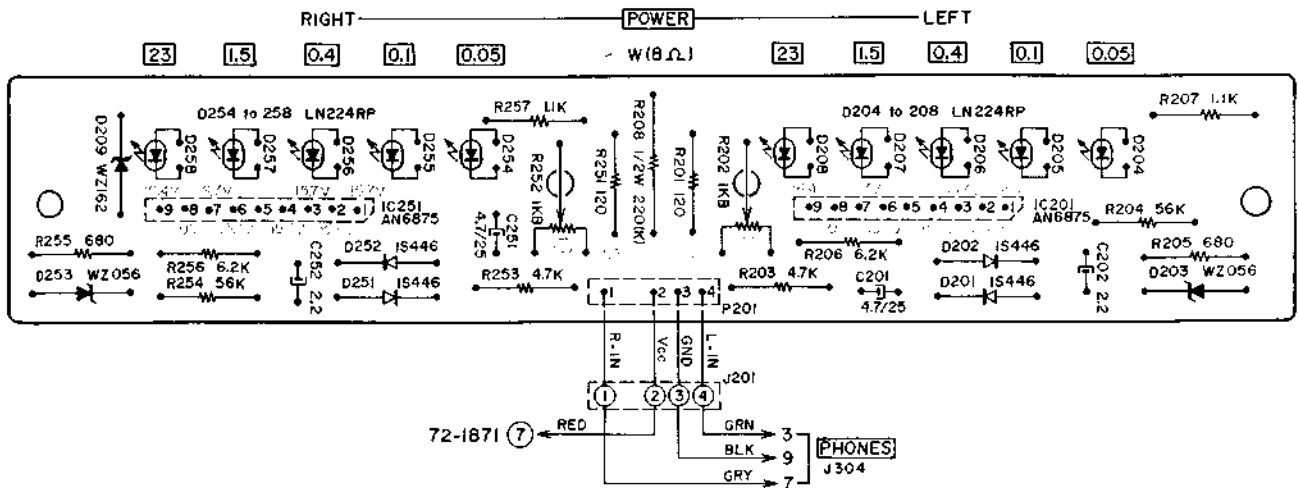 RIGHT POWER LEFT
23 1.5 0.4 0.1 0.05 W(8Ω) 23 1.5 0.4 0.1 0.05
D254 to 258 LN224RP
R257 1.1K
D204 to 208 LN224RP
R207 1.1K
D209 WZ162
D258
D257
D256
D255
D254
R252 1KB
R251 120
R208 1/2W 220(K)
R201 120
R202 1KB
D208
D207
D206
D205
D204
9 8 7 6 5 4 3 2 1
IC251
AN6875
9 8 7 6 5 4 3 2 1
IC201
AN6875
C251
4.7/25
R204 56K
R255 680
R256 6.2K
C252 2.2
D252 1S446
R206 6.2K
D202 1S446
C202 2.2
R205 680
D253 WZ056
R254 56K
D251 1S446
R253 4.7K
R203 4.7K
C201
4.7/25
D201 1S446
D203 WZ056
1 2 3 4
P201
R-IN
Vcc
GND
L-IN
J201
1 2 3 4
72-1871 7 RED
GRN 3
BLK 9
GRY 7
PHONES
J304